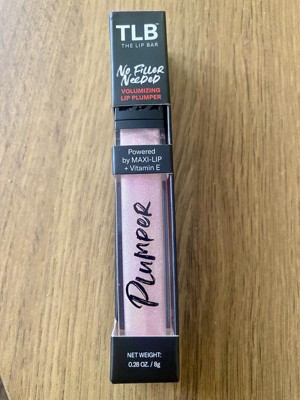 TLB™
THE LIP BAR
No Filler
Needed
VOLUMIZING
LIP PLUMPER
Powered
by MAXI-LIP
+ Vitamin E
Plumper
NET WEIGHT:
0.28 OZ. / 8g